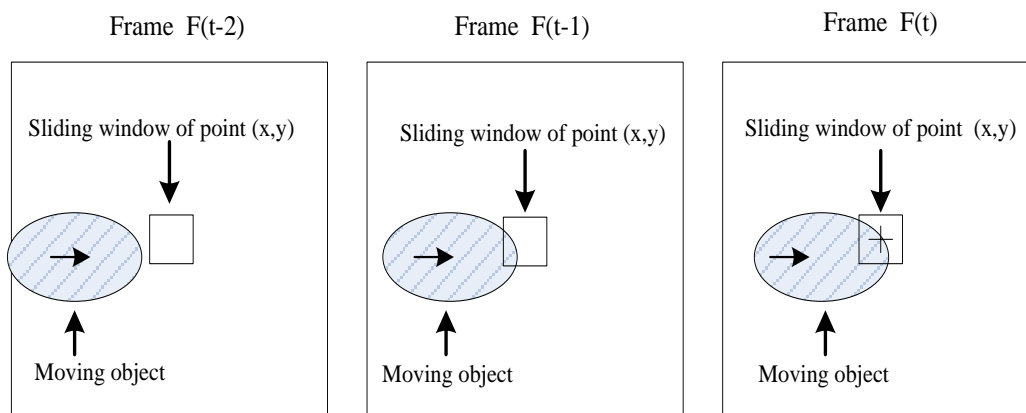 Frame F(t-2)
Sliding window of point (x,y)
Moving object
Frame F(t-1)
Sliding window of point (x,y)
Moving object
Frame F(t)
Sliding window of point (x,y)
Moving object